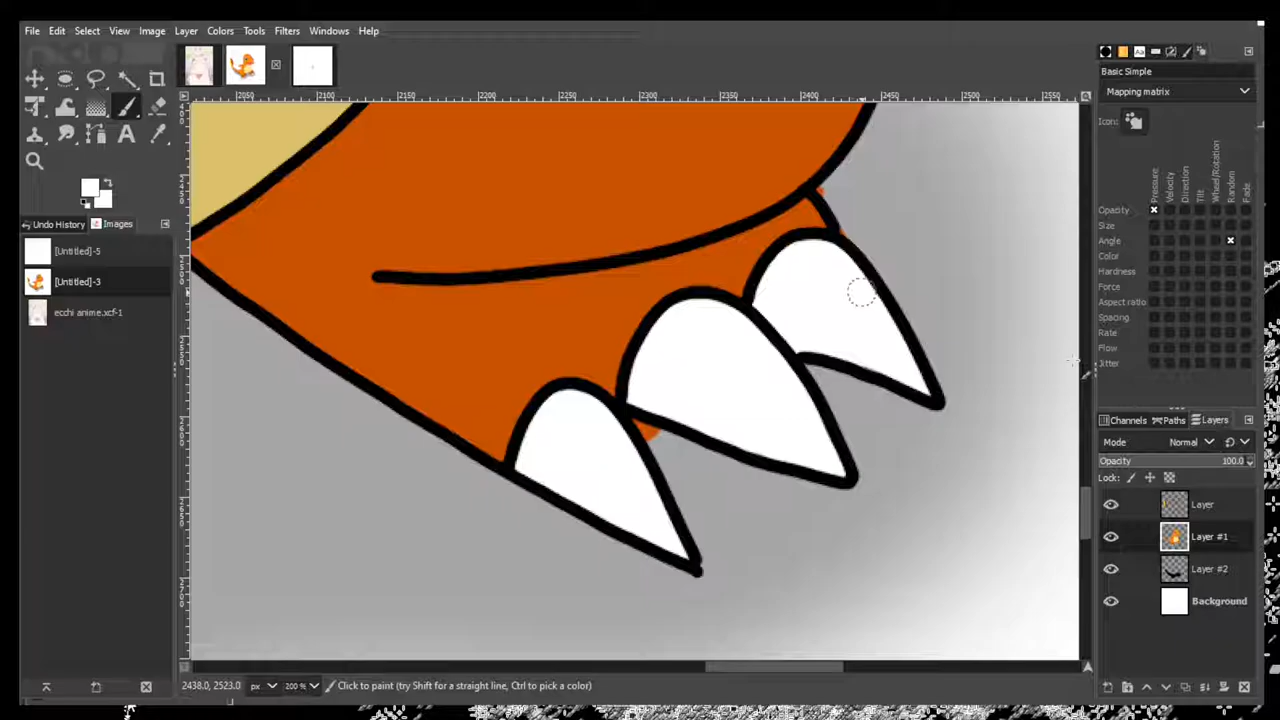 File Edit Select View Image Layer Colors Tools Filters Windows Help
Basic Simple
Mapping matrix
Icon:
Pressure Velocity Direction Tilt Wheel/Rotation Random Fade
Opacity
Size
Angle
Color
Hardness
Force
Aspect ratio
Spacing
Rate
Flow
Jitter
2050 2100 2150 2200 2250 2300 2350 2400 2450 2500 2550
Undo History Images
[Untitled]-5
[Untitled]-3
ecchi anime.xcf-1
Channels Paths Layers
Mode Normal
Opacity 100.0
Lock:
Layer
Layer #1
Layer #2
Background
2438.0, 2523.0 px 200 % Click to paint (try Shift for a straight line, Ctrl to pick a color)